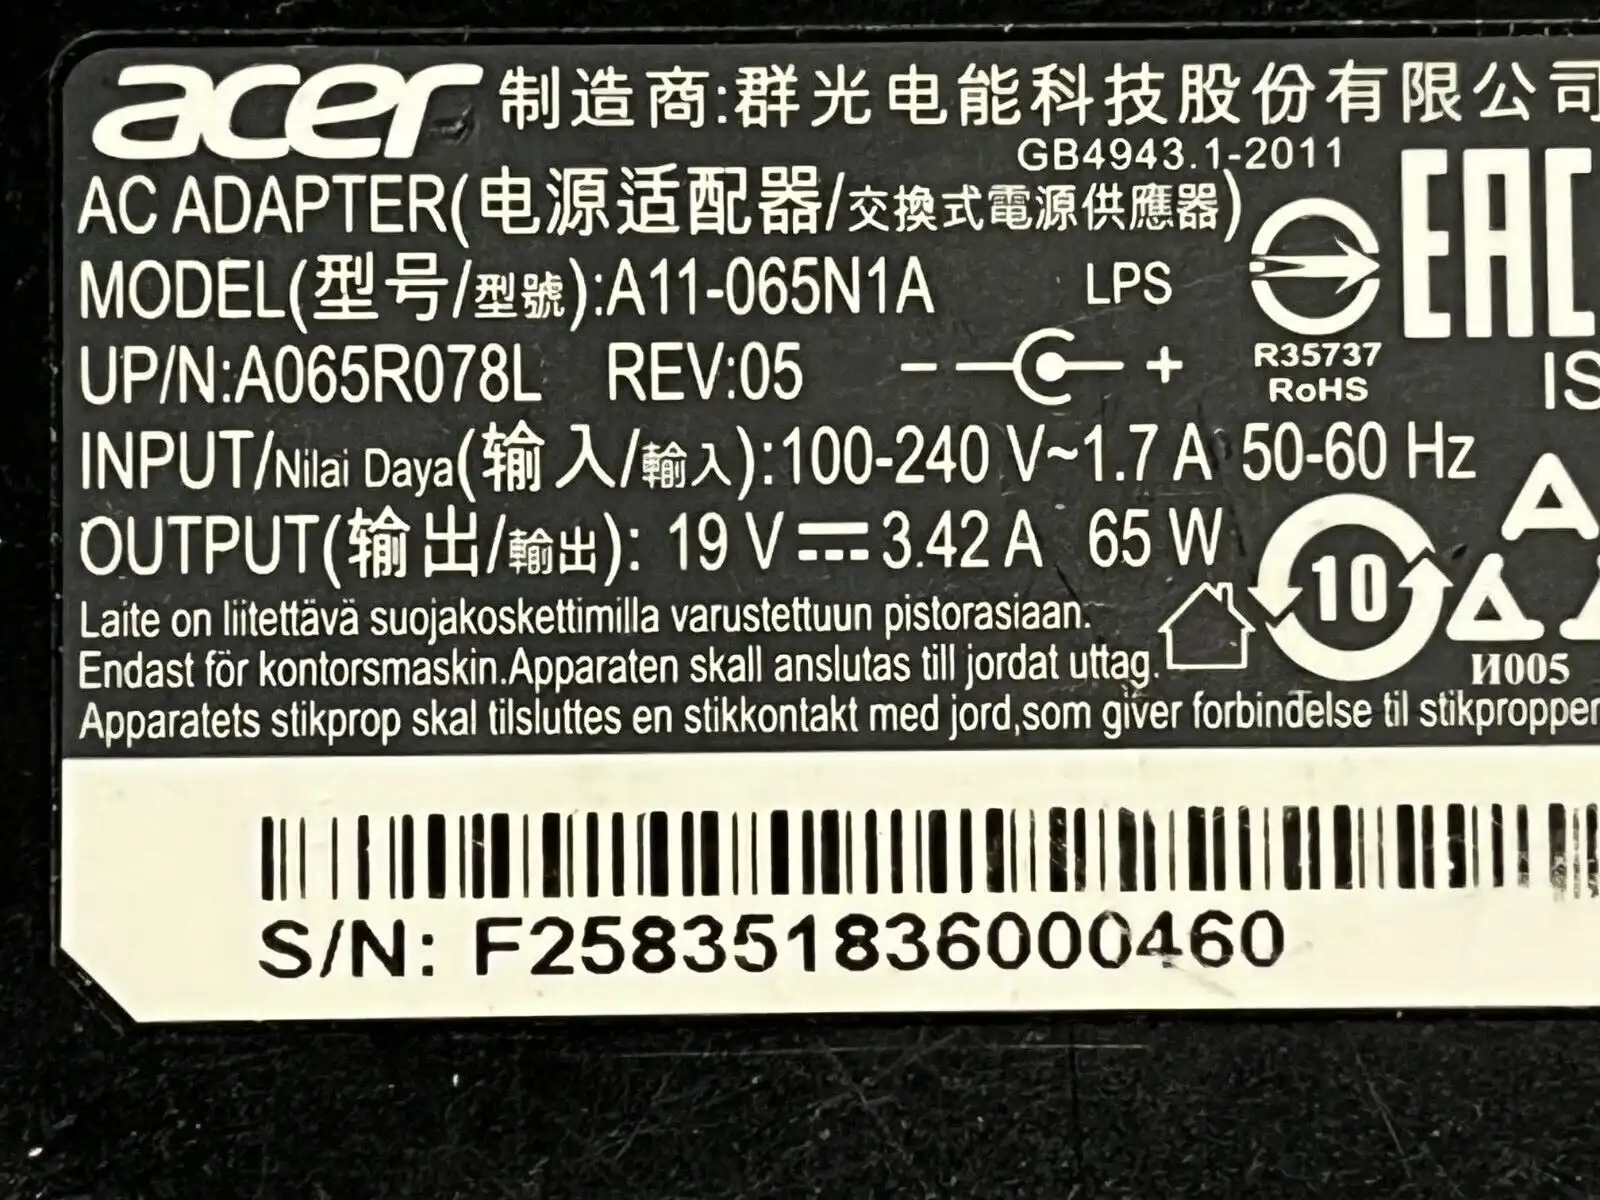 acer 制造商:群光电能科技股份有限公司
GB4943.1-2011
AC ADAPTER(电源适配器/交換式電源供應器)
EAC
MODEL(型号/型號):A11-065N1A LPS
R35737
RoHS
UP/N:A065R078L REV:05 - +
IS
INPUT/Nilai Daya(输入/輸入):100-240 V~1.7 A 50-60 Hz
OUTPUT(输出/輸出): 19 V⎓3.42 A 65 W
10
И005
Laite on liitettävä suojakoskettimilla varustettuun pistorasiaan.
Endast för kontorsmaskin.Apparaten skall anslutas till jordat uttag.
Apparatets stikprop skal tilsluttes en stikkontakt med jord,som giver forbindelse til stikproppen
S/N: F2583518360004​60